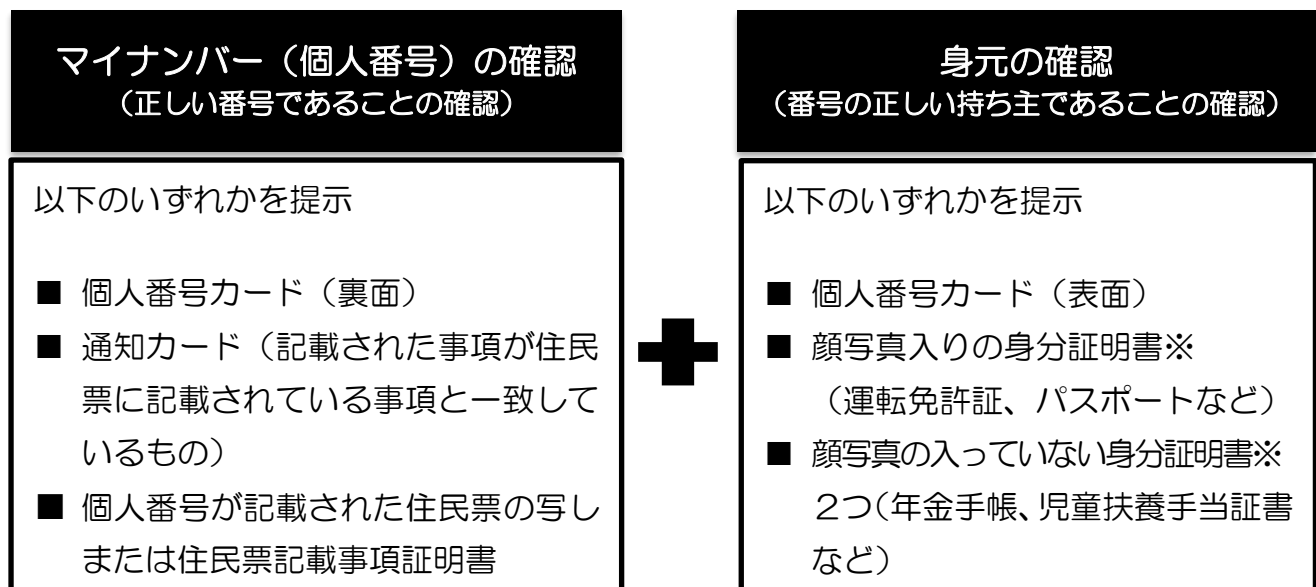 マイナンバー（個人番号）の確認
（正しい番号であることの確認）
以下のいずれかを提示
■ 個人番号カード（裏面）
■ 通知カード（記載された事項が住民
票に記載されている事項と一致して
いるもの）
■ 個人番号が記載された住民票の写し
または住民票記載事項証明書
身元の確認
（番号の正しい持ち主であることの確認）
以下のいずれかを提示
■ 個人番号カード（表面）
■ 顔写真入りの身分証明書※
（運転免許証、パスポートなど）
■ 顔写真の入っていない身分証明書※
２つ（年金手帳、児童扶養手当証書
など）